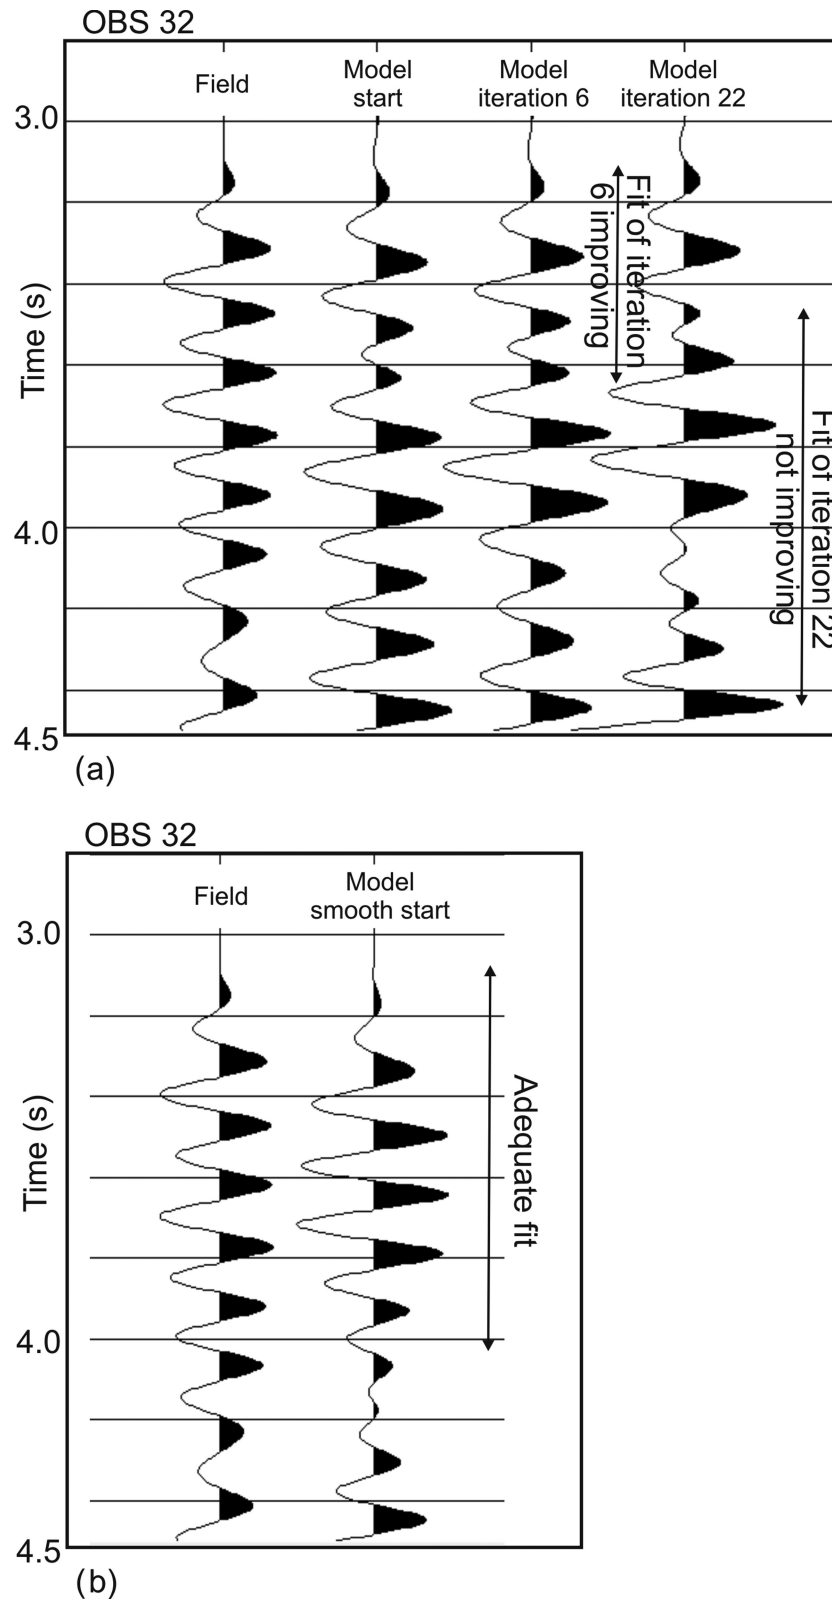 OBS 32
Field
Model
start
Model
iteration 6
Model
iteration 22
3.0
Time (s)
4.0
4.5
Fit of iteration
6 improving
Fit of iteration 22
not improving
(a)
OBS 32
Field
Model
smooth start
3.0
Time (s)
4.0
4.5
Adequate fit
(b)